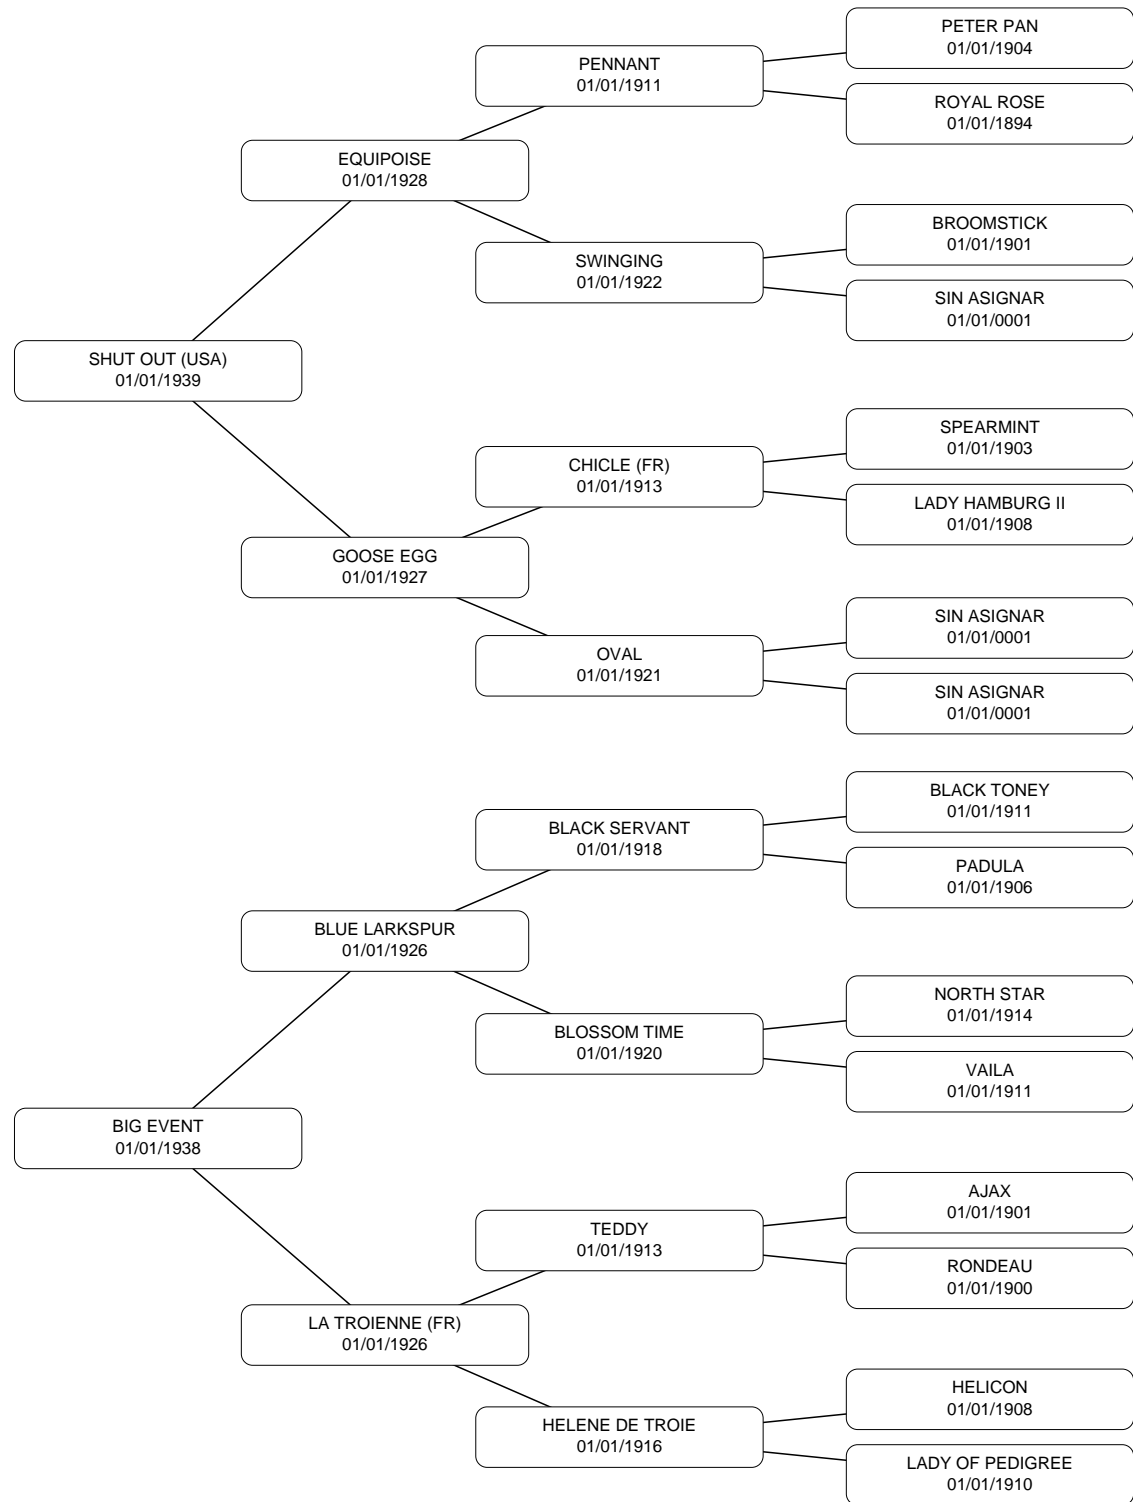 PETER PAN
01/01/1904
PENNANT
01/01/1911
ROYAL ROSE
01/01/1894
EQUIPOISE
01/01/1928
BROOMSTICK
01/01/1901
SWINGING
01/01/1922
SIN ASIGNAR
01/01/0001
SHUT OUT (USA)
01/01/1939
SPEARMINT
01/01/1903
CHICLE (FR)
01/01/1913
LADY HAMBURG II
01/01/1908
GOOSE EGG
01/01/1927
SIN ASIGNAR
01/01/0001
OVAL
01/01/1921
SIN ASIGNAR
01/01/0001
BLACK TONEY
01/01/1911
BLACK SERVANT
01/01/1918
PADULA
01/01/1906
BLUE LARKSPUR
01/01/1926
NORTH STAR
01/01/1914
BLOSSOM TIME
01/01/1920
VAILA
01/01/1911
BIG EVENT
01/01/1938
AJAX
01/01/1901
TEDDY
01/01/1913
RONDEAU
01/01/1900
LA TROIENNE (FR)
01/01/1926
HELICON
01/01/1908
HELENE DE TROIE
01/01/1916
LADY OF PEDIGREE
01/01/1910